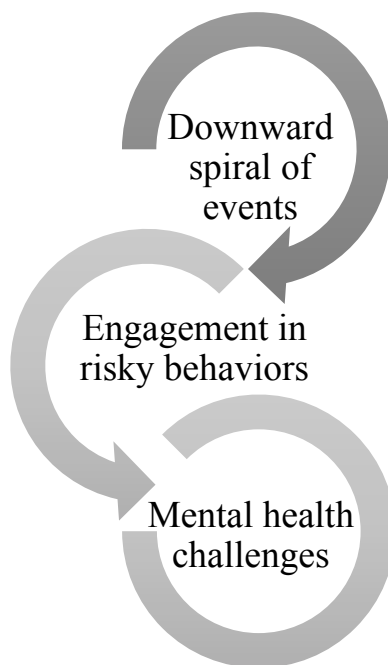 Downward
spiral of
events
Engagement in
risky behaviors
Mental health
challenges